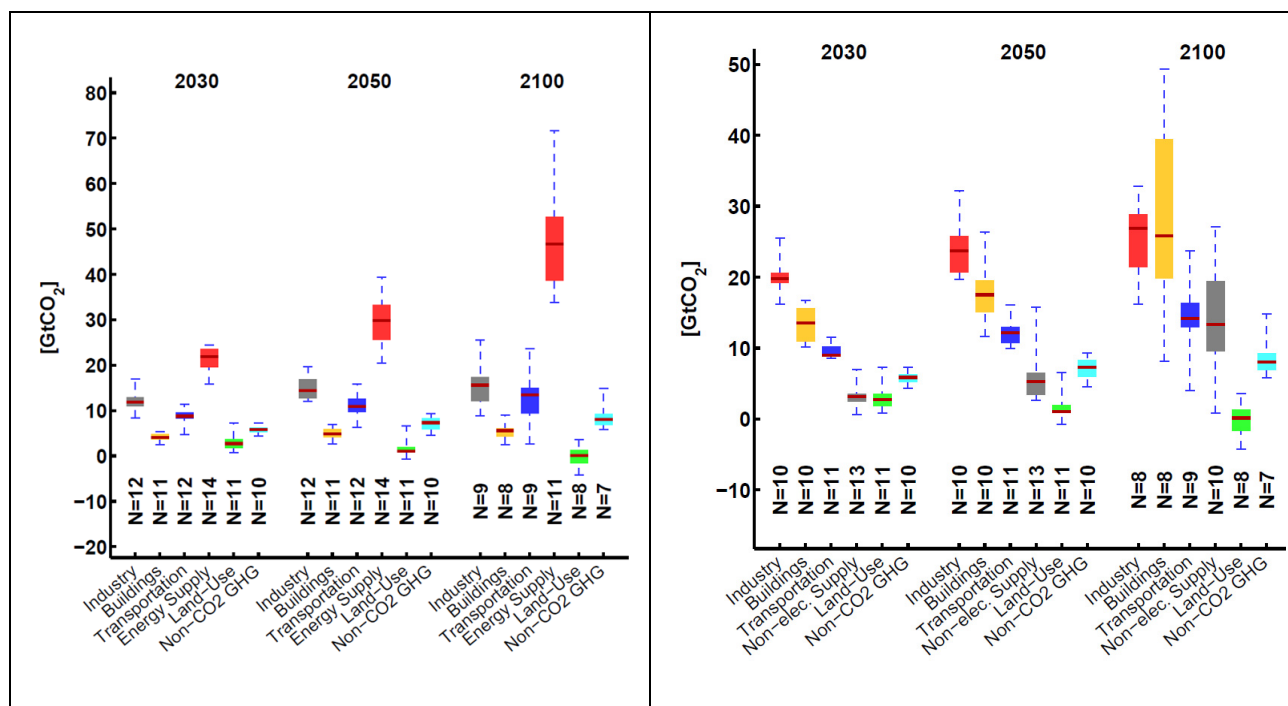 2030 2050 2100
80
70
60
50
40
30
20
10
0
−10
−20
[GtCO2]
N=12 N=11 N=12 N=14 N=11 N=10 N=12 N=11 N=12 N=14 N=11 N=10 N=9 N=8 N=9 N=11 N=8 N=7
Industry Buildings Transportation Energy Supply Land−Use Non−CO2 GHG Industry Buildings Transportation Energy Supply Land−Use Non−CO2 GHG Industry Buildings Transportation Energy Supply Land−Use Non−CO2 GHG
2030 2050 2100
50
40
30
20
10
0
−10
[GtCO2]
N=10 N=10 N=11 N=13 N=11 N=10 N=10 N=10 N=11 N=13 N=11 N=10 N=8 N=8 N=9 N=10 N=8 N=7
Industry Buildings Transportation Non−elec. Supply Land−Use Non−CO2 GHG Industry Buildings Transportation Non−elec. Supply Land−Use Non−CO2 GHG Industry Buildings Transportation Non−elec. Supply Land−Use Non−CO2 GHG